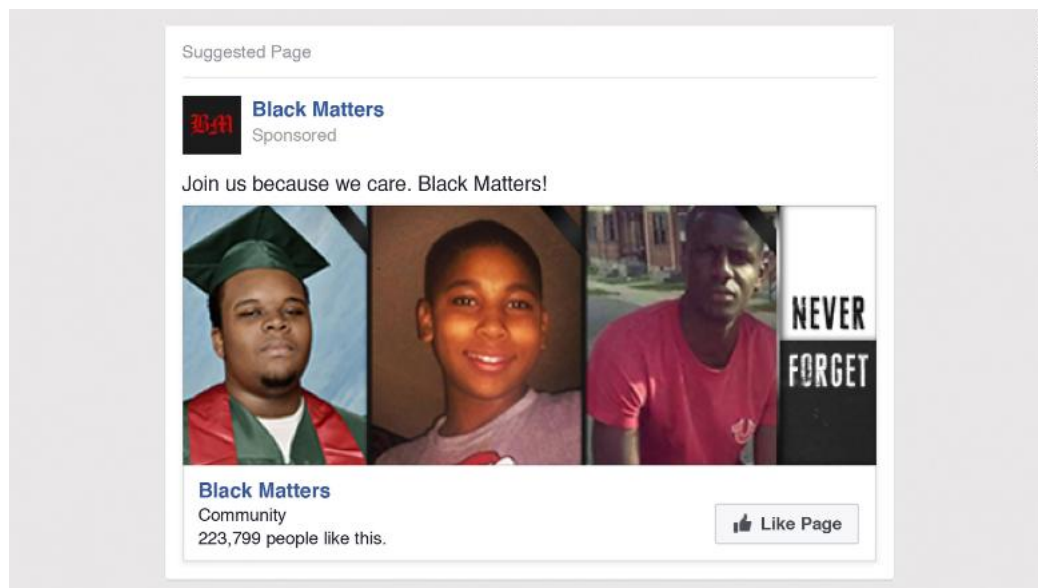 Suggested Page
BM
Black Matters
Sponsored
Join us because we care. Black Matters!
NEVER
FORGET
Black Matters
Community
223,799 people like this.
Like Page